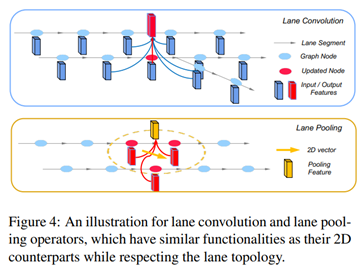 Lane Convolution
Lane Segment
Graph Node
Updated Node
Input / Output
Features
Lane Pooling
2D vector
Pooling
Feature
Figure 4: An illustration for lane convolution and lane pool-
ing operators, which have similar functionalities as their 2D
counterparts while respecting the lane topology.